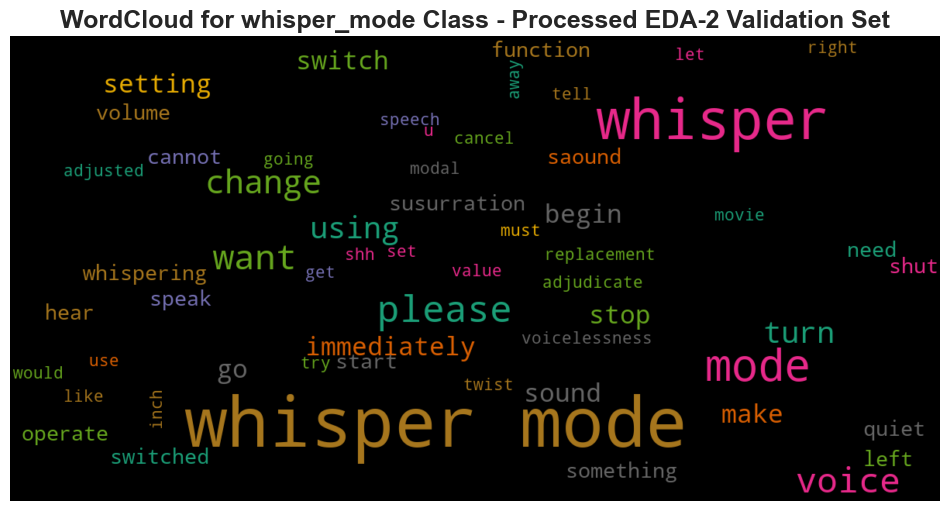 WordCloud for whisper_mode Class - Processed EDA-2 Validation Set
switch
function
let
right
setting
away
tell
volume
whisper
speech
u
cancel
cannot
going
saound
adjusted
modal
change
susurration
begin
movie
using
must
want
shh
set
replacement
need
whispering
get
value
shut
adjudicate
speak
hear
please
stop
turn
voicelessness
immediately
use
try
start
mode
would
go
twist
like
inch
sound
make
whisper mode
operate
quiet
switched
left
something
voice